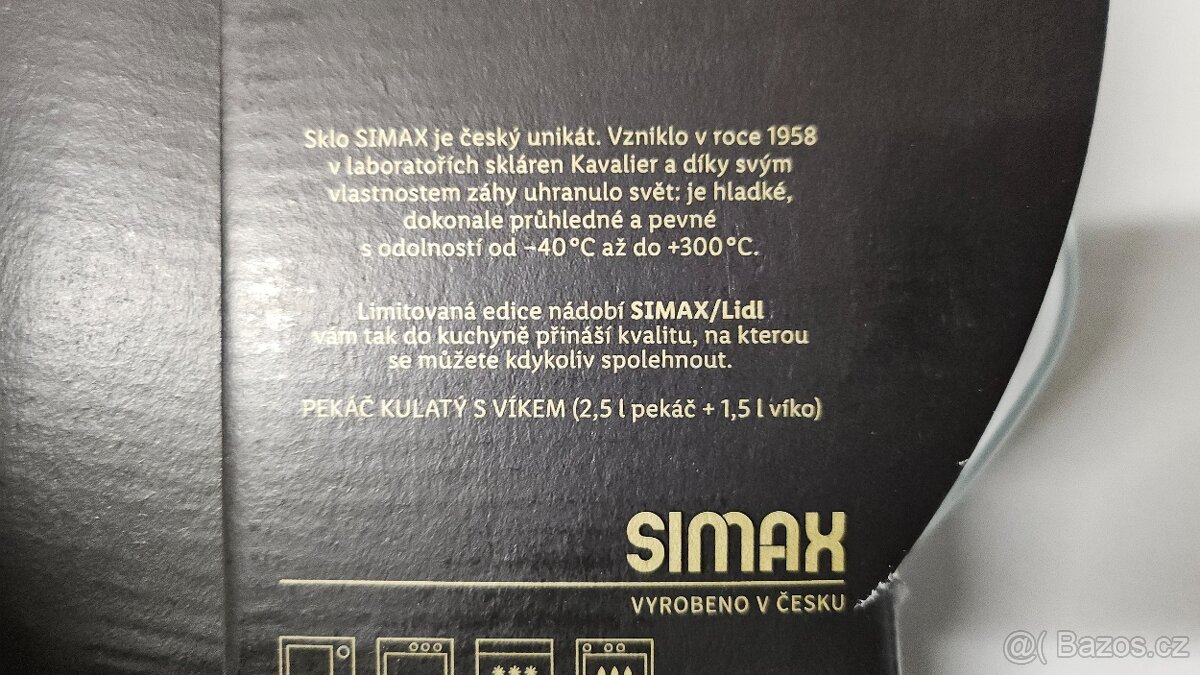 Sklo SIMAX je český unikát. Vzniklo v roce 1958
v laboratořích skláren Kavalier a díky svým
vlastnostem záhy uhranulo svět: je hladké,
dokonale průhledné a pevné
s odolností od –40°C až do +300°C.
Limitovaná edice nádobí SIMAX/Lidl
vám tak do kuchyně přináší kvalitu, na kterou
se můžete kdykoliv spolehnout.
PEKÁČ KULATÝ S VÍKEM (2,5 l pekáč + 1,5 l víko)
SIMAX
VYROBENO V ČESKU
@( Bazos.cz